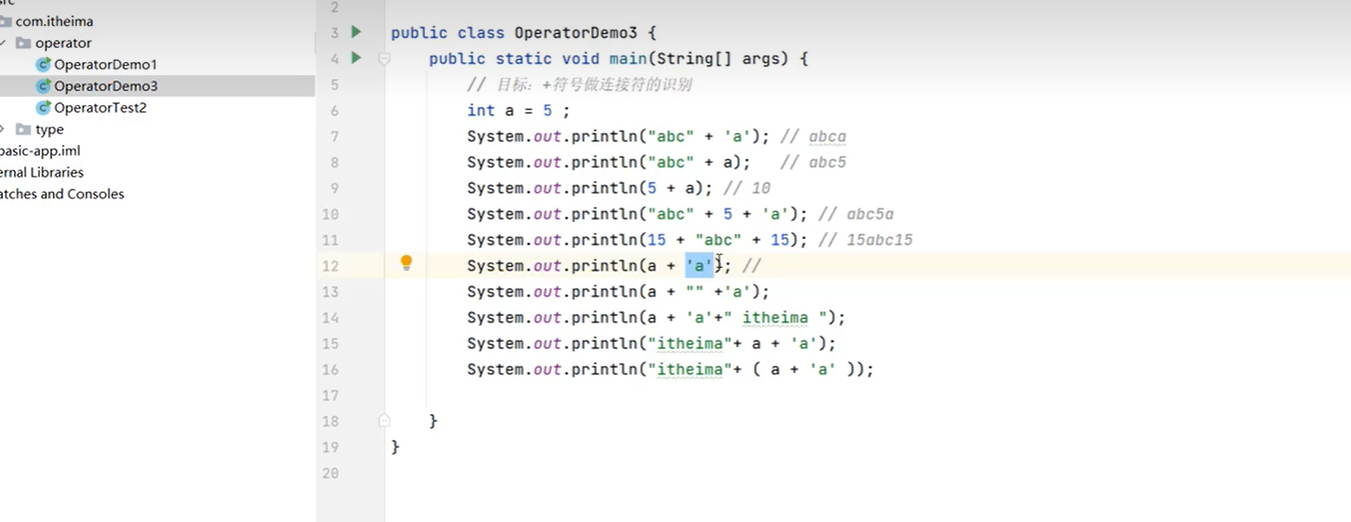 com.itheima
operator
OperatorDemo1
OperatorDemo3
OperatorTest2
type
basic-app.iml
ernal Libraries
atches and Consoles
2
3 public class OperatorDemo3 {
4 public static void main(String[] args) {
5 // 目标：+符号做连接符的识别
6 int a = 5 ;
7 System.out.println("abc" + 'a'); // abca
8 System.out.println("abc" + a); // abc5
9 System.out.println(5 + a); // 10
10 System.out.println("abc" + 5 + 'a'); // abc5a
11 System.out.println(15 + "abc" + 15); // 15abc15
12 System.out.println(a + 'a'); //
13 System.out.println(a + "" +'a');
14 System.out.println(a + 'a'+" itheima ");
15 System.out.println("itheima"+ a + 'a');
16 System.out.println("itheima"+ ( a + 'a' ));
17
18 }
19 }
20